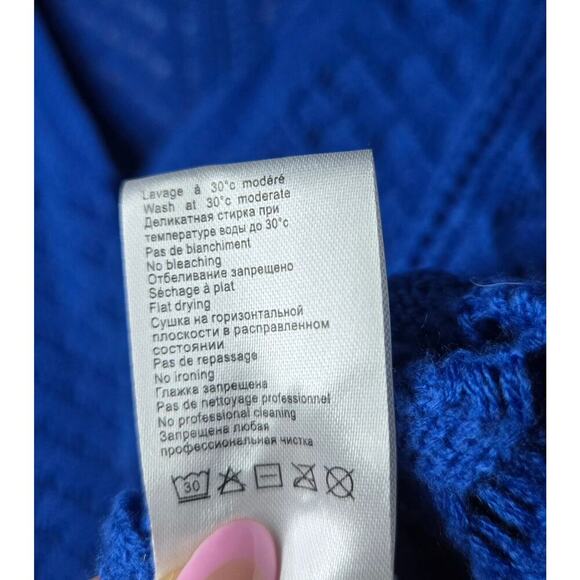 Lavage à 30°c modéré
Wash at 30°c moderate
Деликатная стирка при
температуре воды до 30°c
Pas de blanchiment
No bleaching
Отбеливание запрещено
Séchage à plat
Flat drying
Сушка на горизонтальной
плоскости в расправленном
состоянии
Pas de repassage
No ironing
Глажка запрещена
Pas de nettoyage professionnel
No professional cleaning
Запрещена любая
профессиональная чистка
30